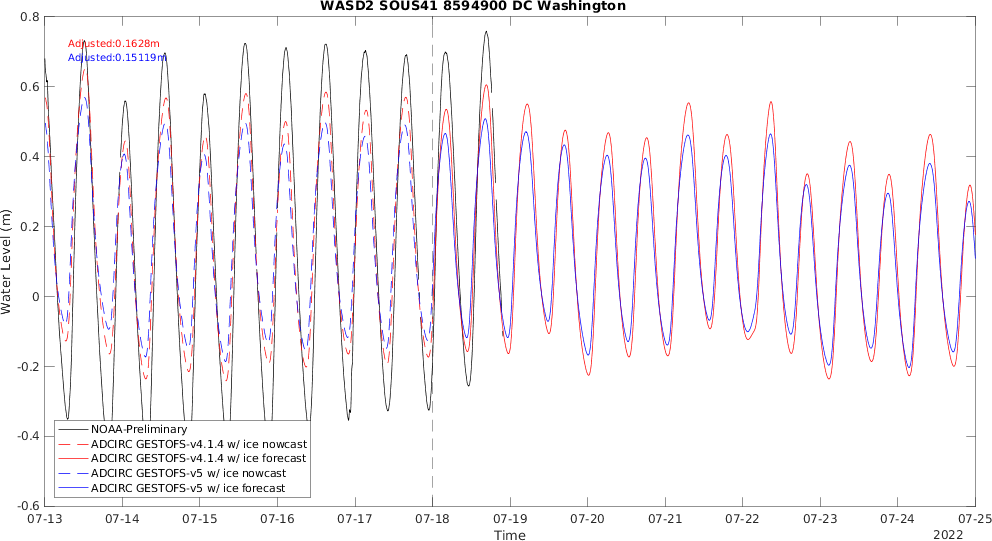 WASD2 SOUS41 8594900 DC Washington
Adjusted:0.1628m
Adjusted:0.15119m
Water Level (m)
0.8
0.6
0.4
0.2
0
-0.2
-0.4
-0.6
NOAA-Preliminary
ADCIRC GESTOFS-v4.1.4 w/ ice nowcast
ADCIRC GESTOFS-v4.1.4 w/ ice forecast
ADCIRC GESTOFS-v5 w/ ice nowcast
ADCIRC GESTOFS-v5 w/ ice forecast
07-13 07-14 07-15 07-16 07-17 07-18 07-19 07-20 07-21 07-22 07-23 07-24 07-25
Time
2022